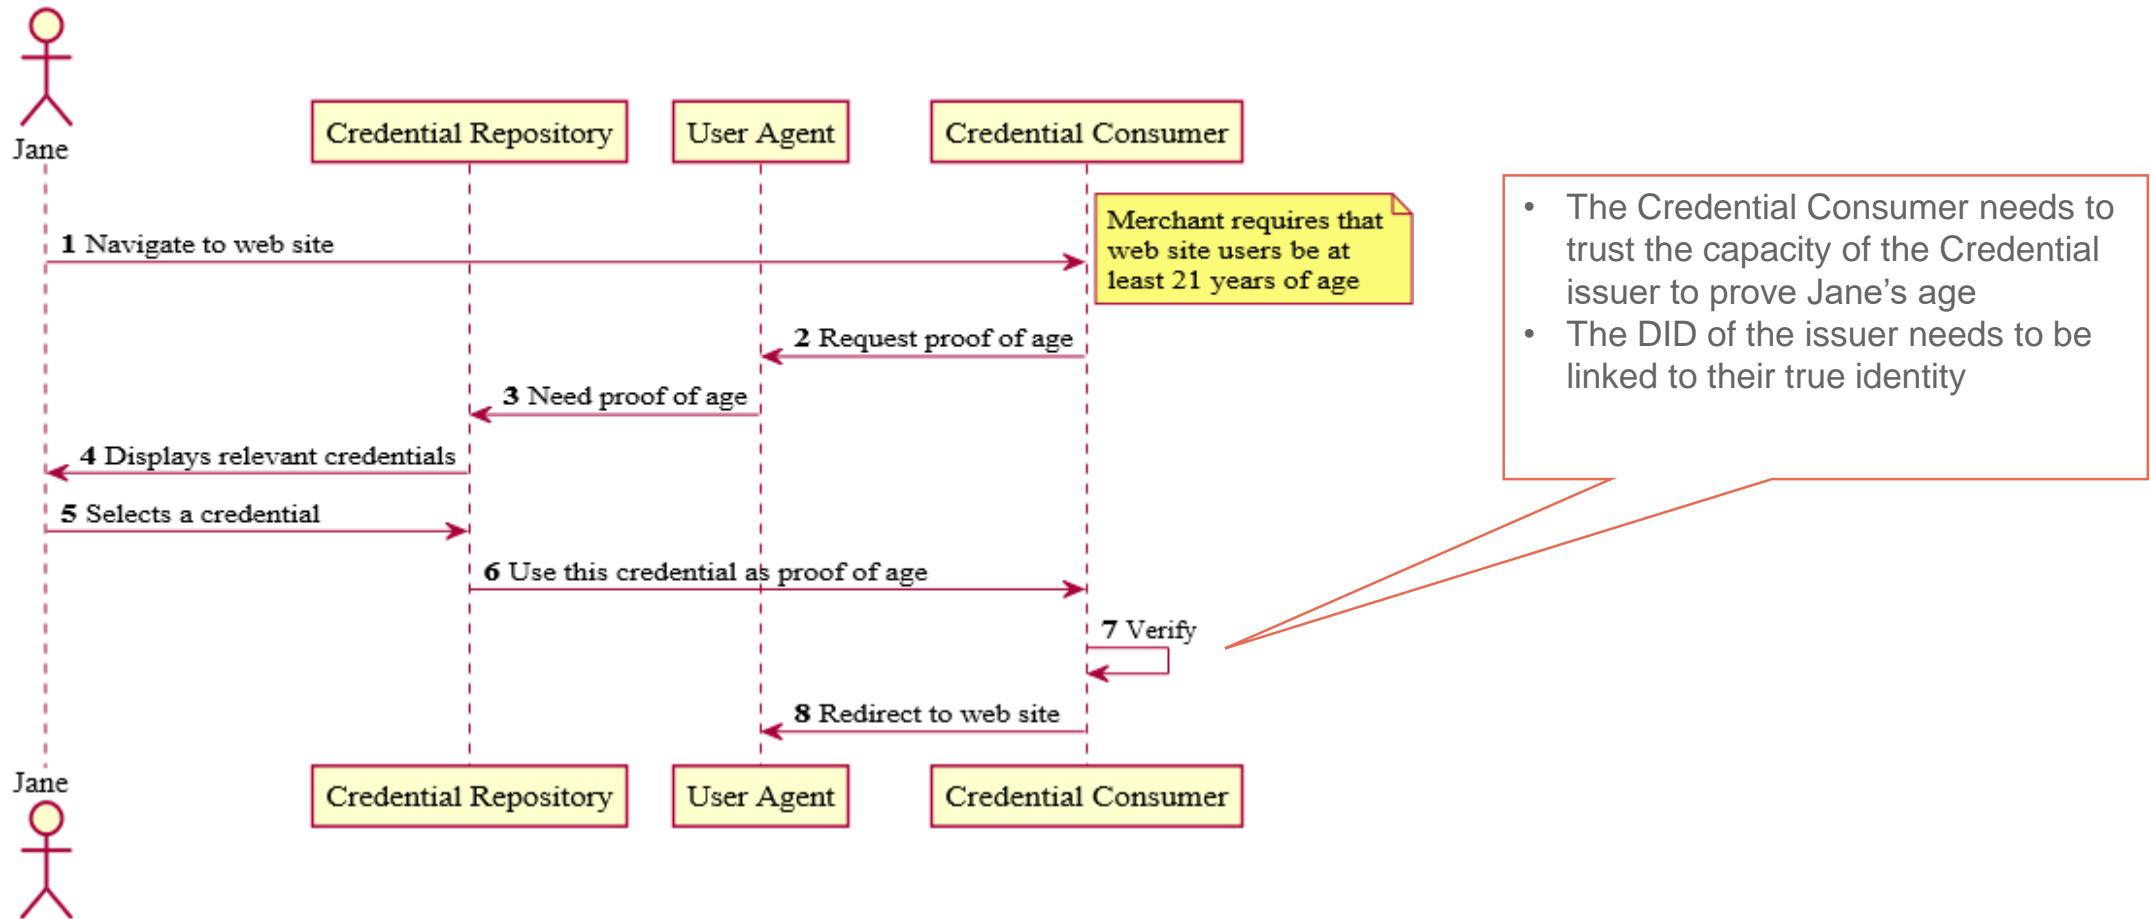 Jane
Credential Repository
User Agent
Credential Consumer
Merchant requires that
web site users be at
least 21 years of age
1 Navigate to web site
2 Request proof of age
3 Need proof of age
4 Displays relevant credentials
5 Selects a credential
6 Use this credential as proof of age
7 Verify
8 Redirect to web site
• The Credential Consumer needs to
trust the capacity of the Credential
issuer to prove Jane's age
• The DID of the issuer needs to be
linked to their true identity
Jane
Credential Repository
User Agent
Credential Consumer